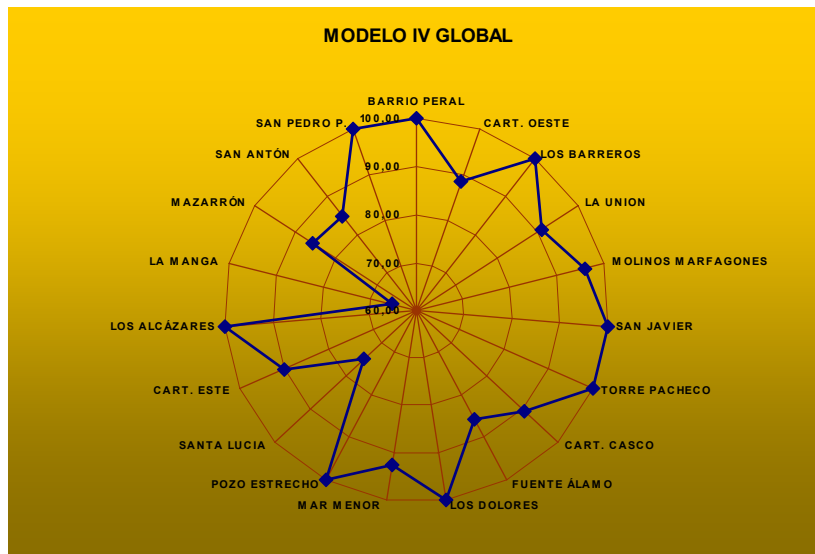 MODELO IV GLOBAL
BARRIO PERAL
CART. OESTE
LOS BARREROS
LA UNION
MOLINOS MARFAGONES
SAN JAVIER
TORRE PACHECO
CART. CASCO
FUENTE ÁLAMO
LOS DOLORES
MAR MENOR
POZO ESTRECHO
SANTA LUCIA
CART. ESTE
LOS ALCÁZARES
LA MANGA
MAZARRÓN
SAN ANTÓN
SAN PEDRO P.
100,00
90,00
80,00
70,00
60,00